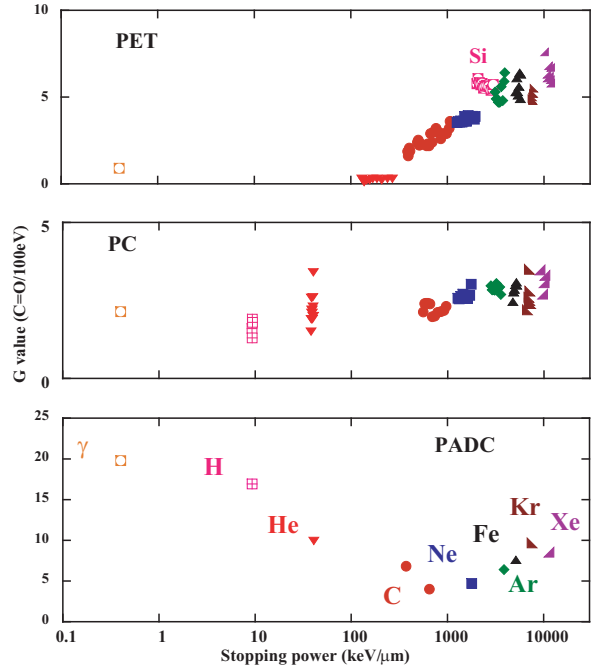 10
PET
Si
5
0
5
PC
G value (C=O/100eV)
0
25
γ
PADC
20
H
15
Kr
He
Xe
Fe
10
Ne
5
C
Ar
0
0.1 1 10 100 1000 10000
Stopping power (keV/μm)